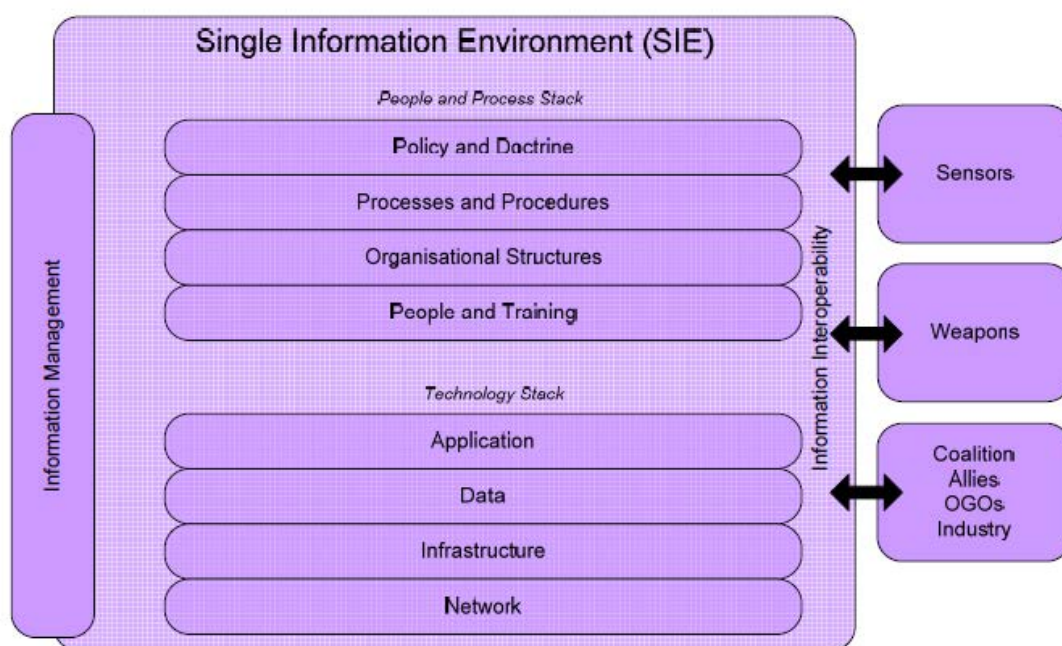 Single Information Environment (SIE)
People and Process Stack
Policy and Doctrine
Processes and Procedures
Organisational Structures
People and Training
Technology Stack
Application
Data
Infrastructure
Network
Information Management
Information Interoperability
Sensors
Weapons
Coalition
Allies
OGOs
Industry